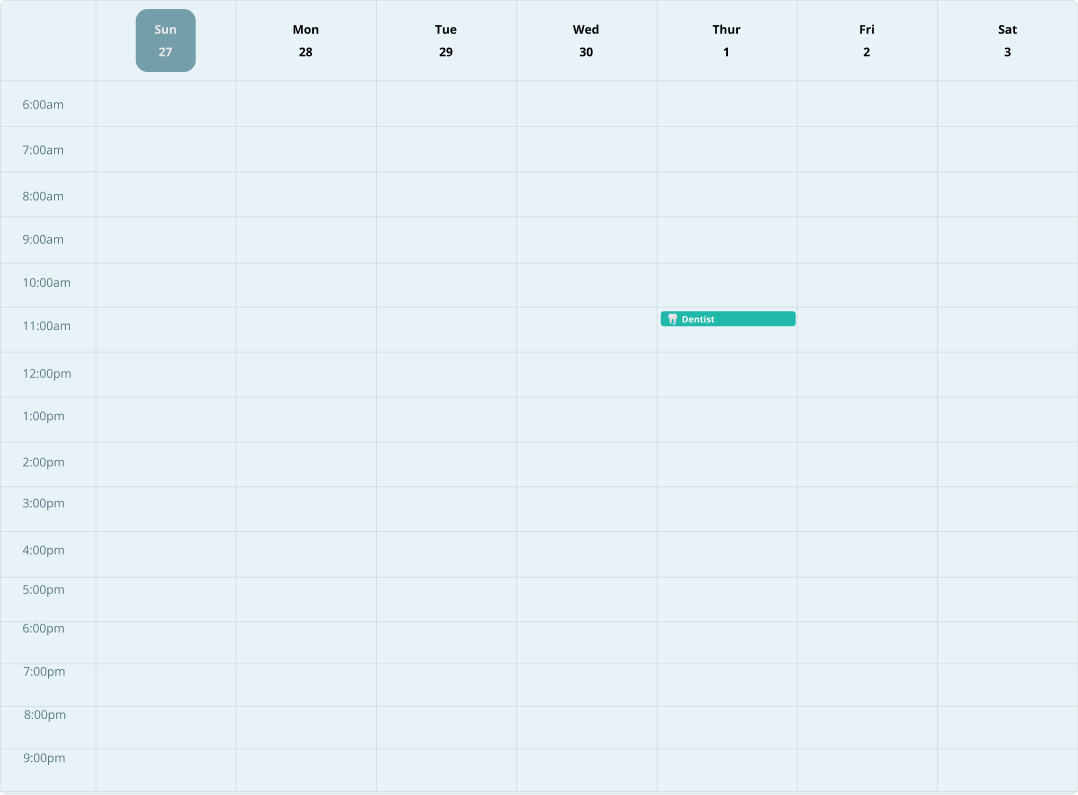 Sun Mon Tue Wed Thur Fri Sat
27 28 29 30 1 2 3
6:00am
7:00am
8:00am
9:00am
10:00am
11:00am Dentist
12:00pm
1:00pm
2:00pm
3:00pm
4:00pm
5:00pm
6:00pm
7:00pm
8:00pm
9:00pm